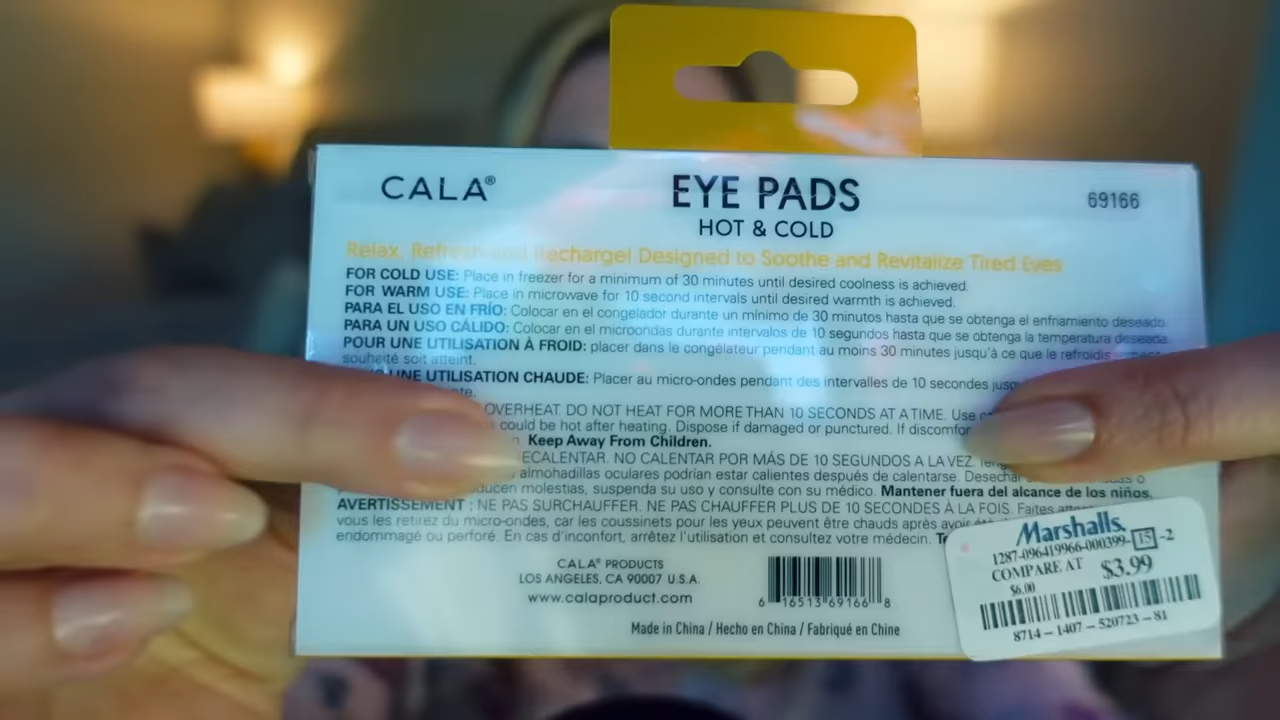 CALA®
EYE PADS
69166
HOT & COLD
Relax, Refresh and Recharge! Designed to Soothe and Revitalize Tired Eyes
FOR COLD USE: Place in freezer for a minimum of 30 minutes until desired coolness is achieved.
FOR WARM USE: Place in microwave for 10 second intervals until desired warmth is achieved.
PARA EL USO EN FRÍO: Colocar en el congelador durante un mínimo de 30 minutos hasta que se obtenga el enfriamiento deseado.
PARA UN USO CÁLIDO: Colocar en el microondas durante intervalos de 10 segundos hasta que se obtenga la temperatura deseada.
POUR UNE UTILISATION À FROID: placer dans le congélateur pendant au moins 30 minutes jusqu'à ce que le
souhaité soit atteint.
UNE UTILISATION CHAUDE: Placer au micro-ondes pendant des intervalles de 10 secondes
OVERHEAT. DO NOT HEAT FOR MORE THAN 10 SECONDS AT A TIME. Use
could be hot after heating. Dispose if damaged or punctured. If
Keep Away From Children.
NO CALENTAR POR MÁS DE 10 SEGUNDOS A LA VEZ.
almohadillas oculares podrían estar calientes después de calentarse.
molestias, suspenda su uso y consulte con su médico. Mantener fuera del alcance de los niños.
AVERTISSEMENT : NE PAS SURCHAUFFER. NE PAS CHAUFFER PLUS DE 10 SECONDES À LA FOIS. Faites
vous les retirez du micro-ondes, car les coussinets pour les yeux peuvent être chauds après avoir
endommagé ou perforé. En cas d'inconfort, arrêtez l'utilisation et consultez votre médecin.
CALA® PRODUCTS
LOS ANGELES, CA 90007 U.S.A.
www.calaproduct.com
6 16513 69166 8
Made in China / Hecho en China / Fabriqué en Chine
Marshalls.
1287-096419966-000399-15-2
COMPARE AT $3.99
$6.00
8714 - 1407 - 520723 - 81